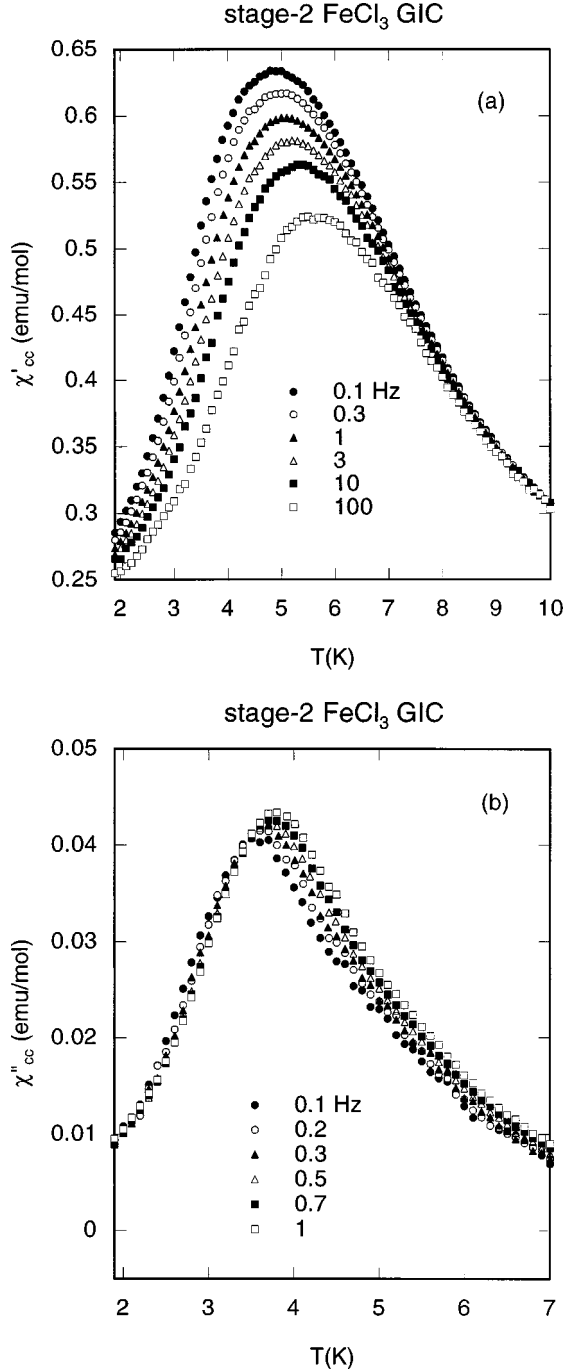 stage-2 FeCl₃ GIC
(a)
0.65
0.6
0.55
0.5
0.45
0.4
0.35
0.3
0.25
χ'cc (emu/mol)
0.1 Hz
0.3
1
3
10
100
2 3 4 5 6 7 8 9 10
T(K)
stage-2 FeCl₃ GIC
(b)
0.05
0.04
0.03
0.02
0.01
0
χ"cc (emu/mol)
0.1 Hz
0.2
0.3
0.5
0.7
1
2 3 4 5 6 7
T(K)